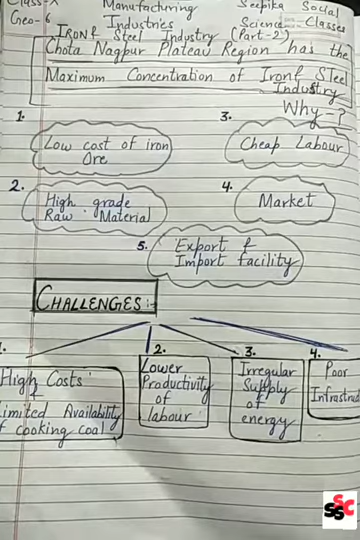 Class-X Manufacturing Seepika Social
Geo-6 Industries Science Classes
Iron & Steel Industry (Part-2)
Chota Nagpur Plateau Region has the
Maximum Concentration of Iron & Steel
Industry
Why-?
1.
Low cost of iron
Ore
2.
High grade
Raw Material
3.
Cheap Labour
4.
Market
5.
Export &
Import facility
CHALLENGES:-
1.
High Costs
&
Limited Availability
of cooking coal
2.
Lower
Productivity
of
labour
3.
Irregular
Supply
of
energy
4.
Poor
Infrastruc
SSC